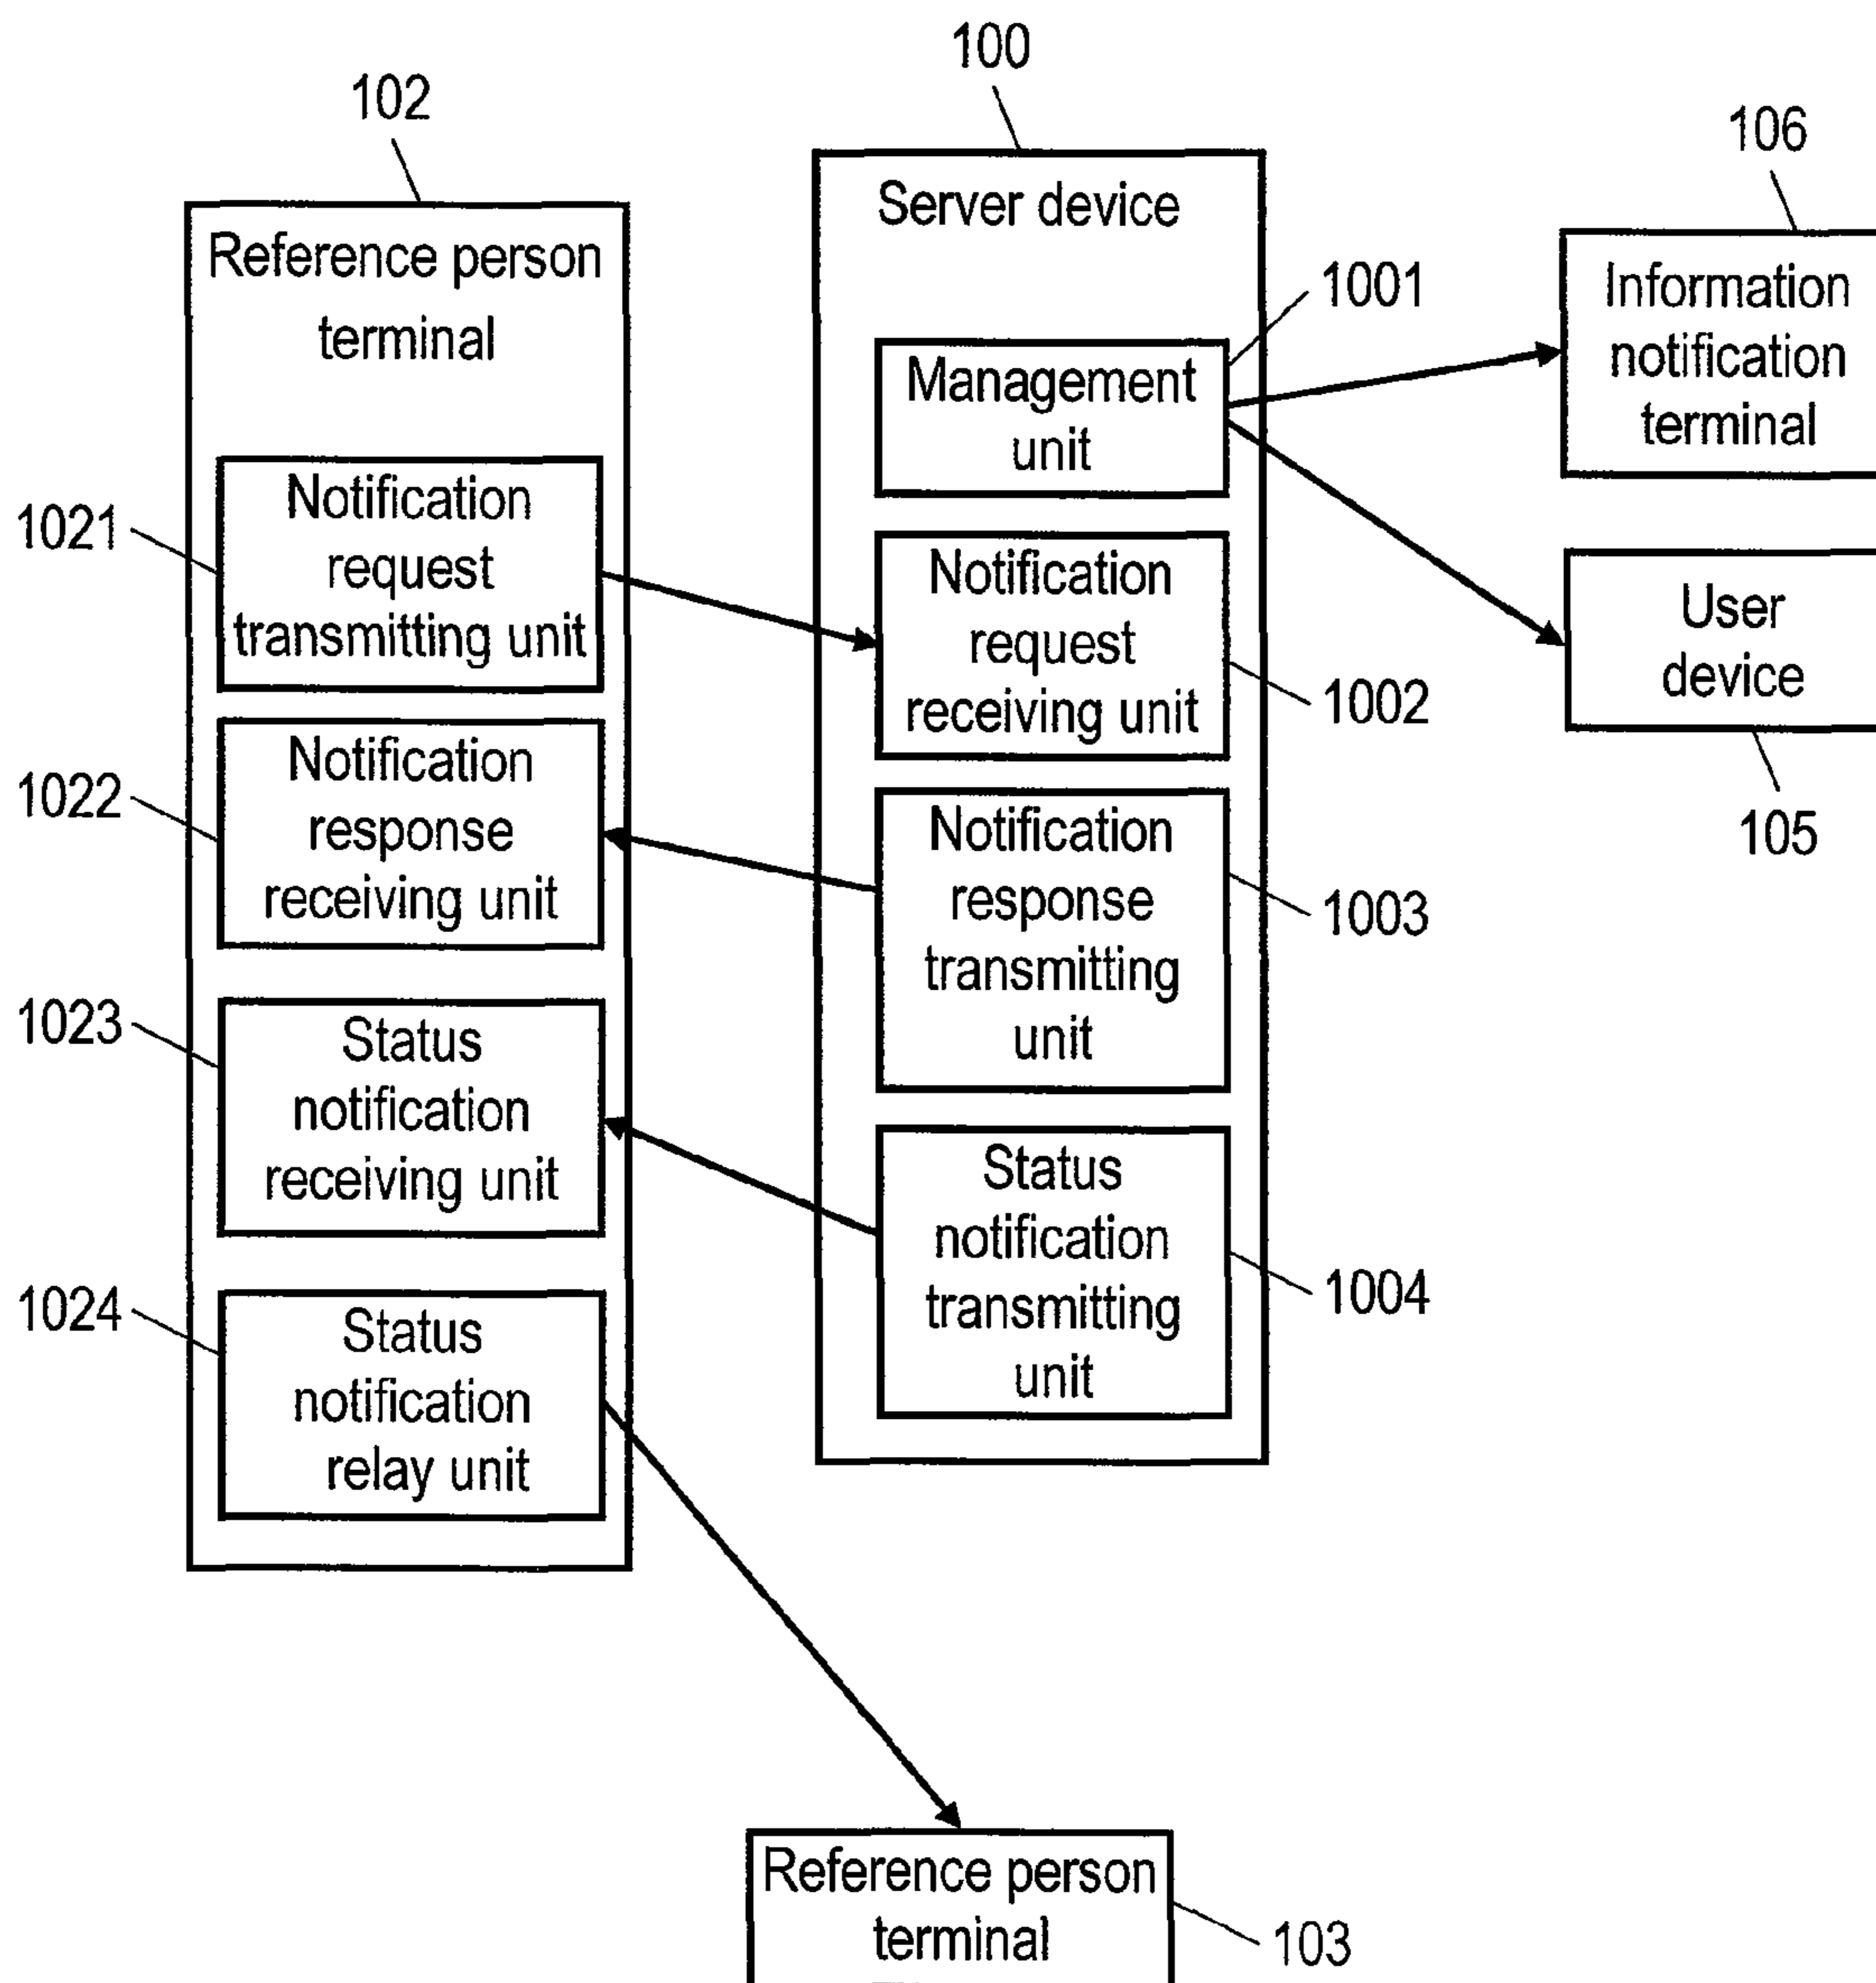 100
102
106
Server device
Reference person
terminal
1001
Information
notification
terminal
Management
unit
Notification
request
transmitting unit
1021
Notification
request
receiving unit
1002
User
device
105
Notification
response
receiving unit
1022
Notification
response
transmitting
unit
1003
1023
Status
notification
receiving unit
Status
notification
transmitting
unit
1004
1024
Status
notification
relay unit
Reference person
terminal
103